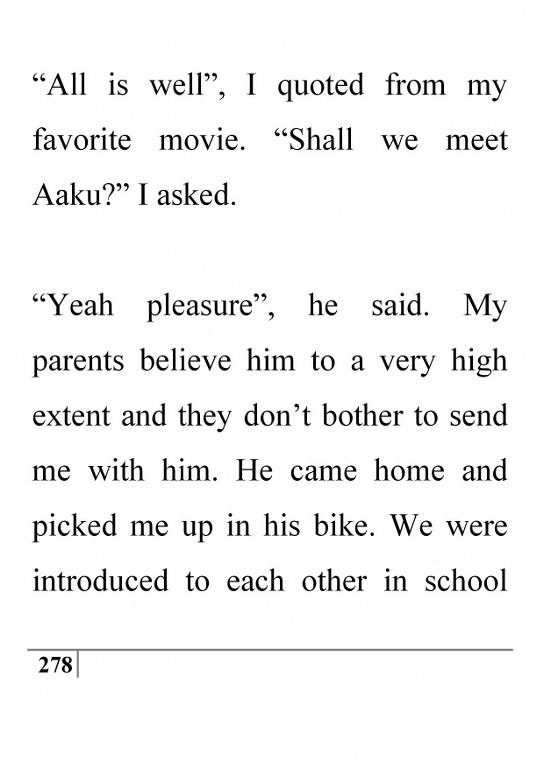 “All is well”, I quoted from my
favorite movie. “Shall we meet
Aaku?” I asked.
“Yeah pleasure”, he said. My
parents believe him to a very high
extent and they don’t bother to send
me with him. He came home and
picked me up in his bike. We were
introduced to each other in school
278